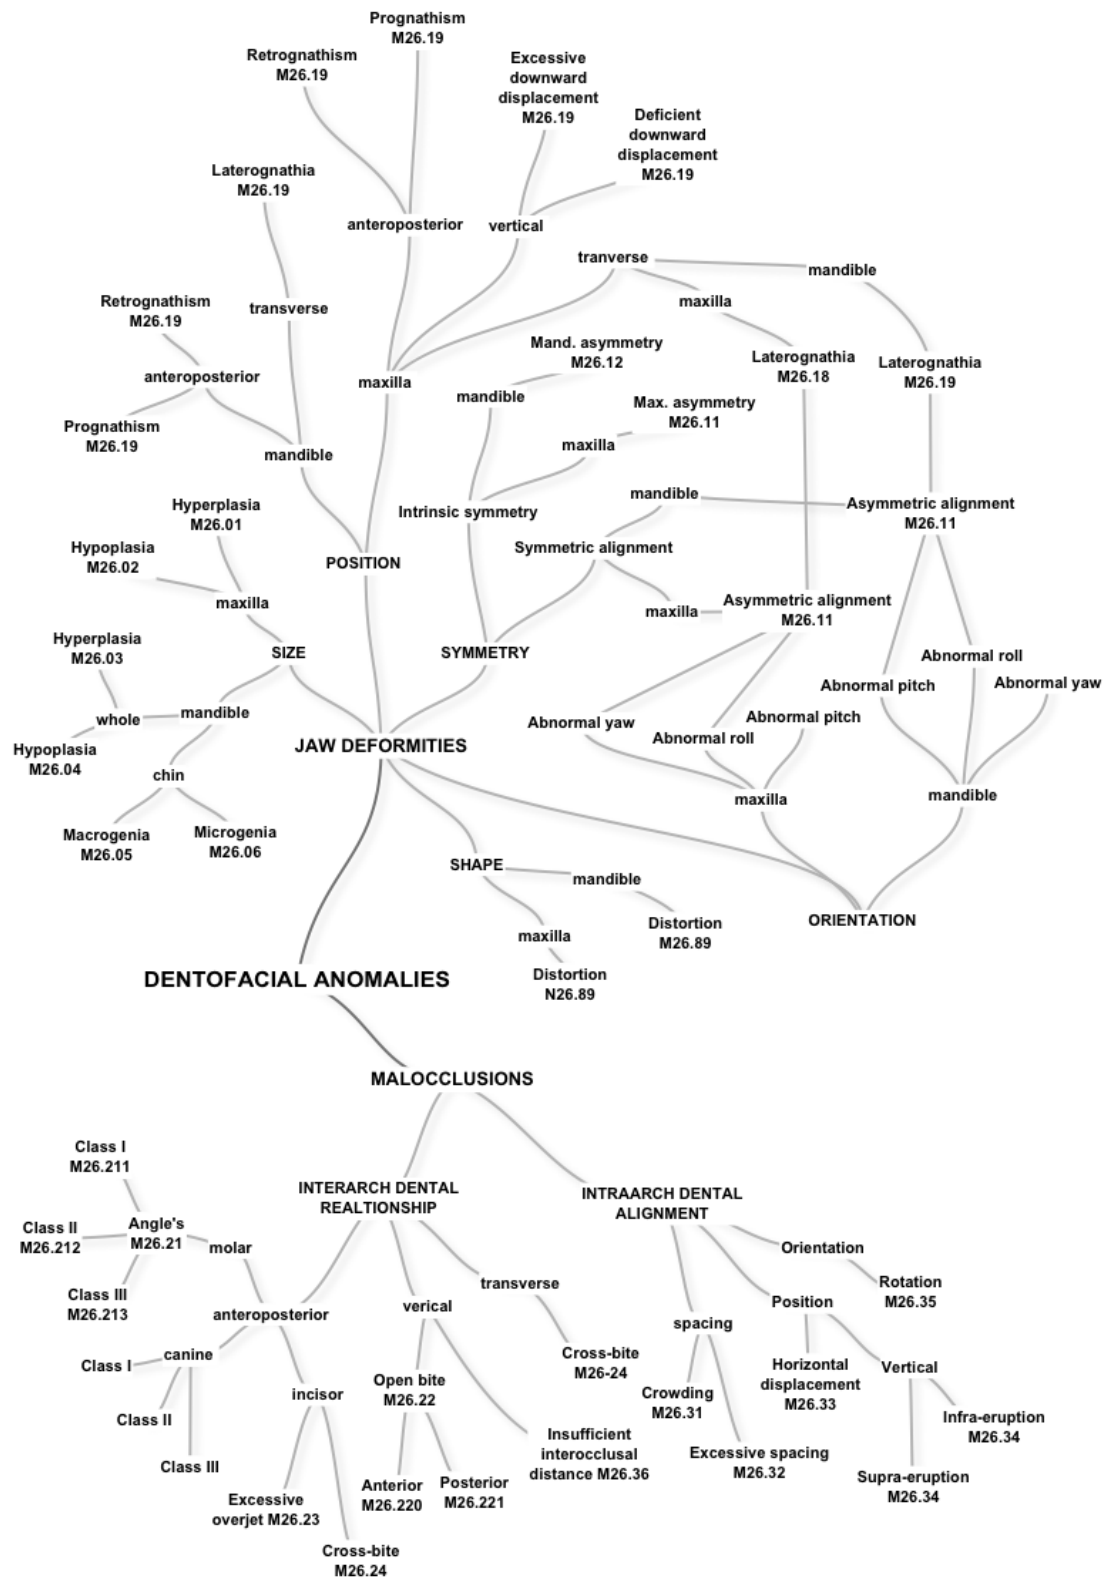 Prognathism
M26.19
Retrognathism
M26.19
Excessive
downward
displacement
M26.19
Deficient
downward
displacement
M26.19
Laterognathia
M26.19
anteroposterior
vertical
tranverse
mandible
maxilla
Retrognathism
M26.19
transverse
Mand. asymmetry
M26.12
Laterognathia
M26.18
Laterognathia
M26.19
anteroposterior
maxilla
mandible
Max. asymmetry
M26.11
Prognathism
M26.19
maxilla
mandible
mandible
Hyperplasia
M26.01
Intrinsic symmetry
Asymmetric alignment
M26.11
Hypoplasia
M26.02
POSITION
Symmetric alignment
maxilla
maxilla
Asymmetric alignment
M26.11
Hyperplasia
M26.03
SIZE
SYMMETRY
Abnormal roll
Abnormal pitch
Abnormal yaw
whole
mandible
Abnormal yaw
Abnormal pitch
Abnormal roll
Hypoplasia
M26.04
JAW DEFORMITIES
chin
maxilla
mandible
Macrogenia
M26.05
Microgenia
M26.06
SHAPE
mandible
ORIENTATION
Distortion
M26.89
maxilla
Distortion
N26.89
DENTOFACIAL ANOMALIES
MALOCCLUSIONS
Class I
M26.211
INTERARCH DENTAL
REALTIONSHIP
INTRAARCH DENTAL
ALIGNMENT
Class II
M26.212
Angle's
M26.21
molar
Orientation
Class III
M26.213
transverse
Rotation
M26.35
anteroposterior
verical
Position
spacing
Class I
canine
Cross-bite
M26-24
Horizontal
displacement
M26.33
Vertical
incisor
Open bite
M26.22
Crowding
M26.31
Class II
Infra-eruption
M26.34
Insufficient
interocclusal
distance M26.36
Excessive spacing
M26.32
Class III
Anterior
M26.220
Posterior
M26.221
Supra-eruption
M26.34
Excessive
overjet M26.23
Cross-bite
M26.24